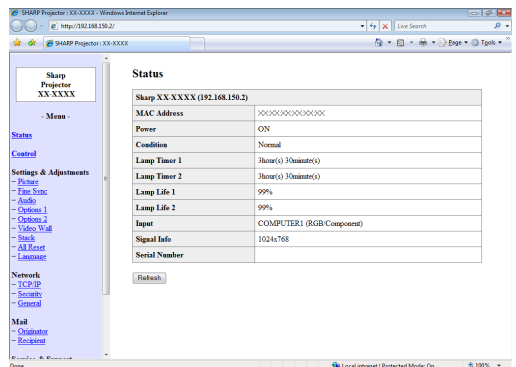 SHARP Projector : XX-XXXX - Windows Internet Explorer
http://192.168.150.2/
Live Search
SHARP Projector : XX-XXXX
Page
Tools
Sharp
Projector
XX-XXXX
- Menu -
Status
Control
Settings & Adjustments
– Picture
– Fine Sync
– Audio
– Options 1
– Options 2
– Video Wall
– Stack
– All Reset
– Language
Network
– TCP/IP
– Security
– General
Mail
– Originator
– Recipient
Service & Support
Status
Sharp XX-XXXX (192.168.150.2)
MAC Address XXXXXXXXXXXX
Power ON
Condition Normal
Lamp Timer 1 3hour(s) 30minute(s)
Lamp Timer 2 3hour(s) 30minute(s)
Lamp Life 1 99%
Lamp Life 2 99%
Input COMPUTER1 (RGB/Component)
Signal Info 1024x768
Serial Number
Refresh
Done
Local intranet | Protected Mode: On
100%